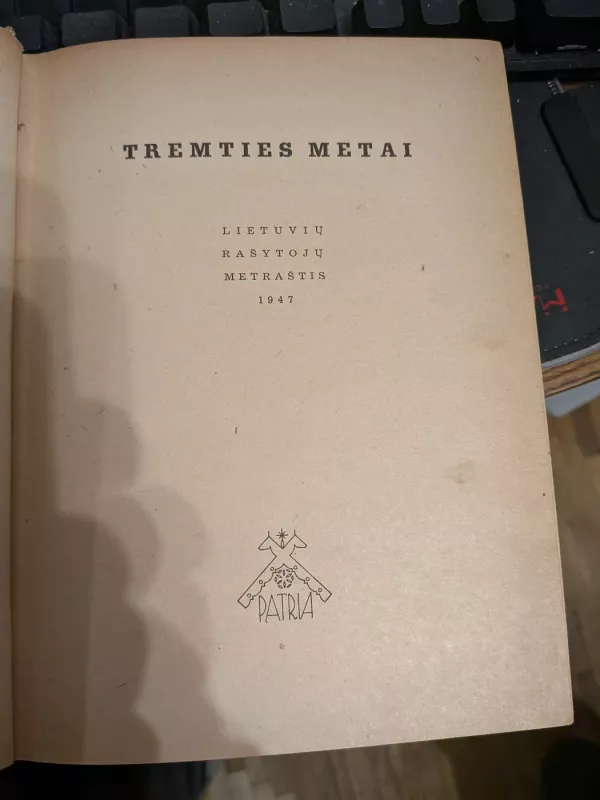 TREMTIES METAI
LIETUVIŲ
RAŠYTOJŲ
METRAŠTIS
1947
PATRIA